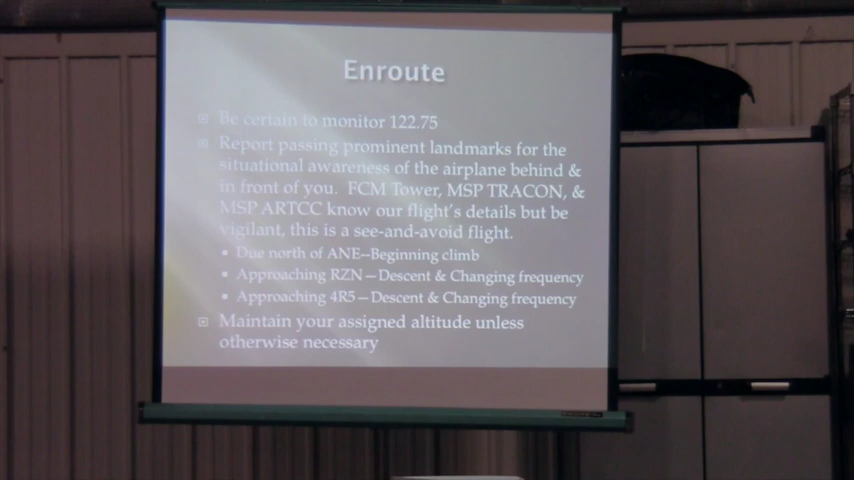 Enroute
Be certain to monitor 122.75
Report passing prominent landmarks for the
situational awareness of the airplane behind &
in front of you. FCM Tower, MSP TRACON, &
MSP ARTCC know our flight's details but be
vigilant, this is a see-and-avoid flight.
Due north of ANE--Beginning climb
Approaching RZN – Descent & Changing frequency
Approaching 4R5 – Descent & Changing frequency
Maintain your assigned altitude unless
otherwise necessary